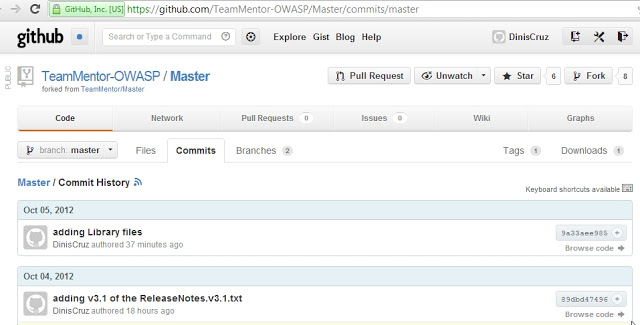 GitHub, Inc. [US] https://github.com/TeamMentor-OWASP/Master/commits/master
github Search or Type a Command Explore Gist Blog Help DinisCruz
PUBLIC
TeamMentor-OWASP / Master Pull Request Unwatch Star 6 Fork 8
forked from TeamMentor/Master
Code Network Pull Requests 0 Issues 0 Wiki Graphs
branch: master Files Commits Branches 2 Tags 1 Downloads 1
Master / Commit History Keyboard shortcuts available
Oct 05, 2012
adding Library files 9a33aee985
DinisCruz authored 37 minutes ago Browse code
Oct 04, 2012
adding v3.1 of the ReleaseNotes.v3.1.txt 89dbd47496
DinisCruz authored 18 hours ago Browse code